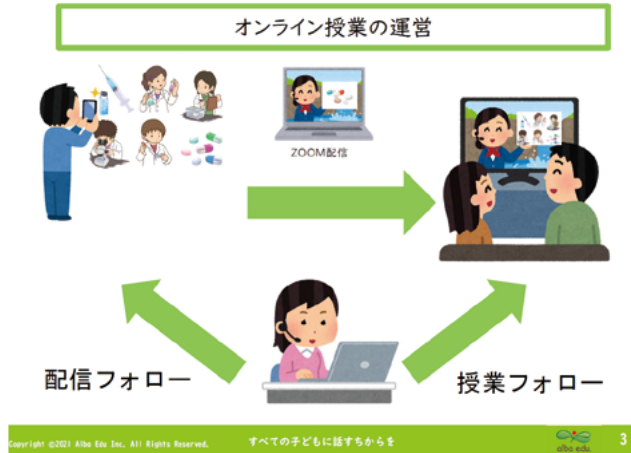 オンライン授業の運営
ZOOM配信
配信フォロー
授業フォロー
Copyright ©2021 Alba Edu Inc. All Rights Reserved.
すべての子どもに話すちからを
alba edu.
3